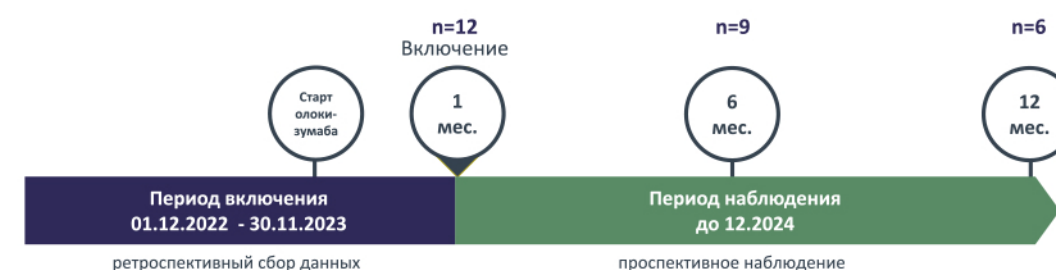 n=12
Включение
n=9
n=6
Старт
олоки-
зумаба
1
мес.
6
мес.
12
мес.
Период включения
01.12.2022 - 30.11.2023
Период наблюдения
до 12.2024
ретроспективный сбор данных
проспективное наблюдение